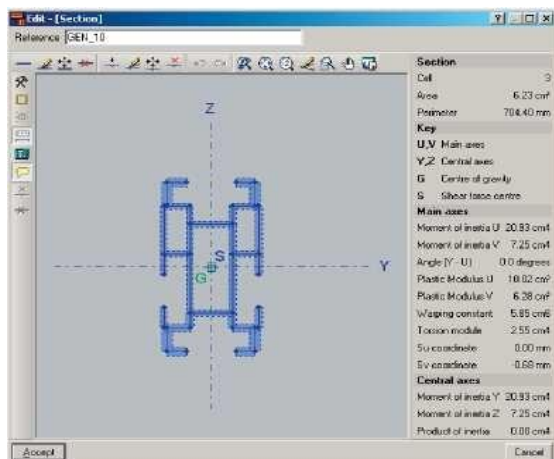 Edit - [Section]
Reference GEN_10
Section
Cell 3
Area 6.23 cm²
Perimeter 704.40 mm
Key
U,V Main axes
Y,Z Central axes
G Centre of gravity
S Shear force centre
Main axes
Moment of inertia U 20.93 cm4
Moment of inertia V 7.25 cm4
Angle (Y - U) 0.0 degrees
Plastic Modulus U 10.02 cm³
Plastic Modulus V 6.28 cm³
Warping constant 5.85 cm6
Torsion module 2.55 cm4
Su coordinate 0.00 mm
Sv coordinate -0.68 mm
Central axes
Moment of inertia Y 20.93 cm4
Moment of inertia Z 7.25 cm4
Product of inertia 0.00 cm4
Z
Y
S
G
Accept
Cancel